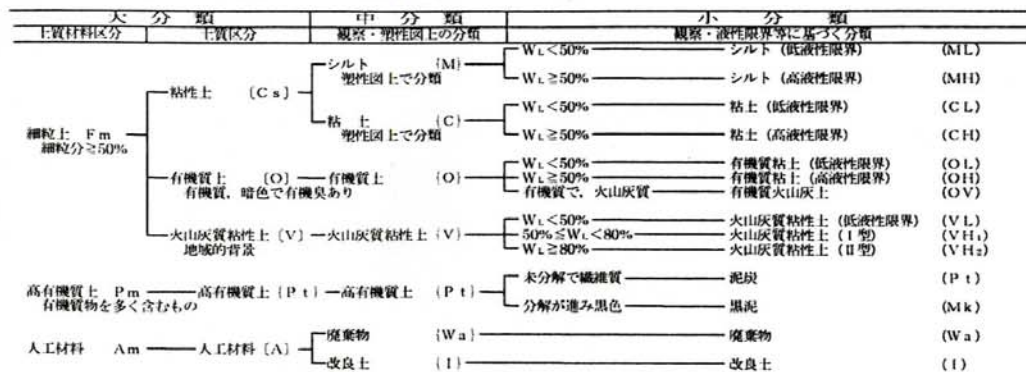 大 分 類 中 分 類 小 分 類
土質材料区分 土質区分 観察・塑性図上の分類 観察・液性限界等に基づく分類
シルト {M} WL<50% シルト(低液性限界) (ML)
塑性図上で分類 WL≧50% シルト(高液性限界) (MH)
粘性土 [Cs]
粘 土 {C} WL<50% 粘土(低液性限界) (CL)
塑性図上で分類 WL≧50% 粘土(高液性限界) (CH)
細粒土 Fm
細粒分≧50%
WL<50% 有機質粘土(低液性限界) (OL)
有機質土 [O] 有機質土 {O} WL≧50% 有機質粘土(高液性限界) (OH)
有機質,暗色で有機臭あり 有機質で,火山灰質 有機質火山灰土 (OV)
WL<50% 火山灰質粘性土(低液性限界) (VL)
火山灰質粘性土 [V] 火山灰質粘性土 {V} 50%≦WL<80% 火山灰質粘性土(I型) (VH₁)
地域的背景 WL≧80% 火山灰質粘性土(II型) (VH₂)
未分解で繊維質 泥炭 (Pt)
高有機質土 Pm 高有機質土{Pt} 高有機質土 {Pt}
有機質物を多く含むもの 分解が進み黒色 黒泥 (Mk)
廃棄物 {Wa} 廃棄物 (Wa)
人工材料 Am 人工材料 [A]
改良土 {I} 改良土 (I)